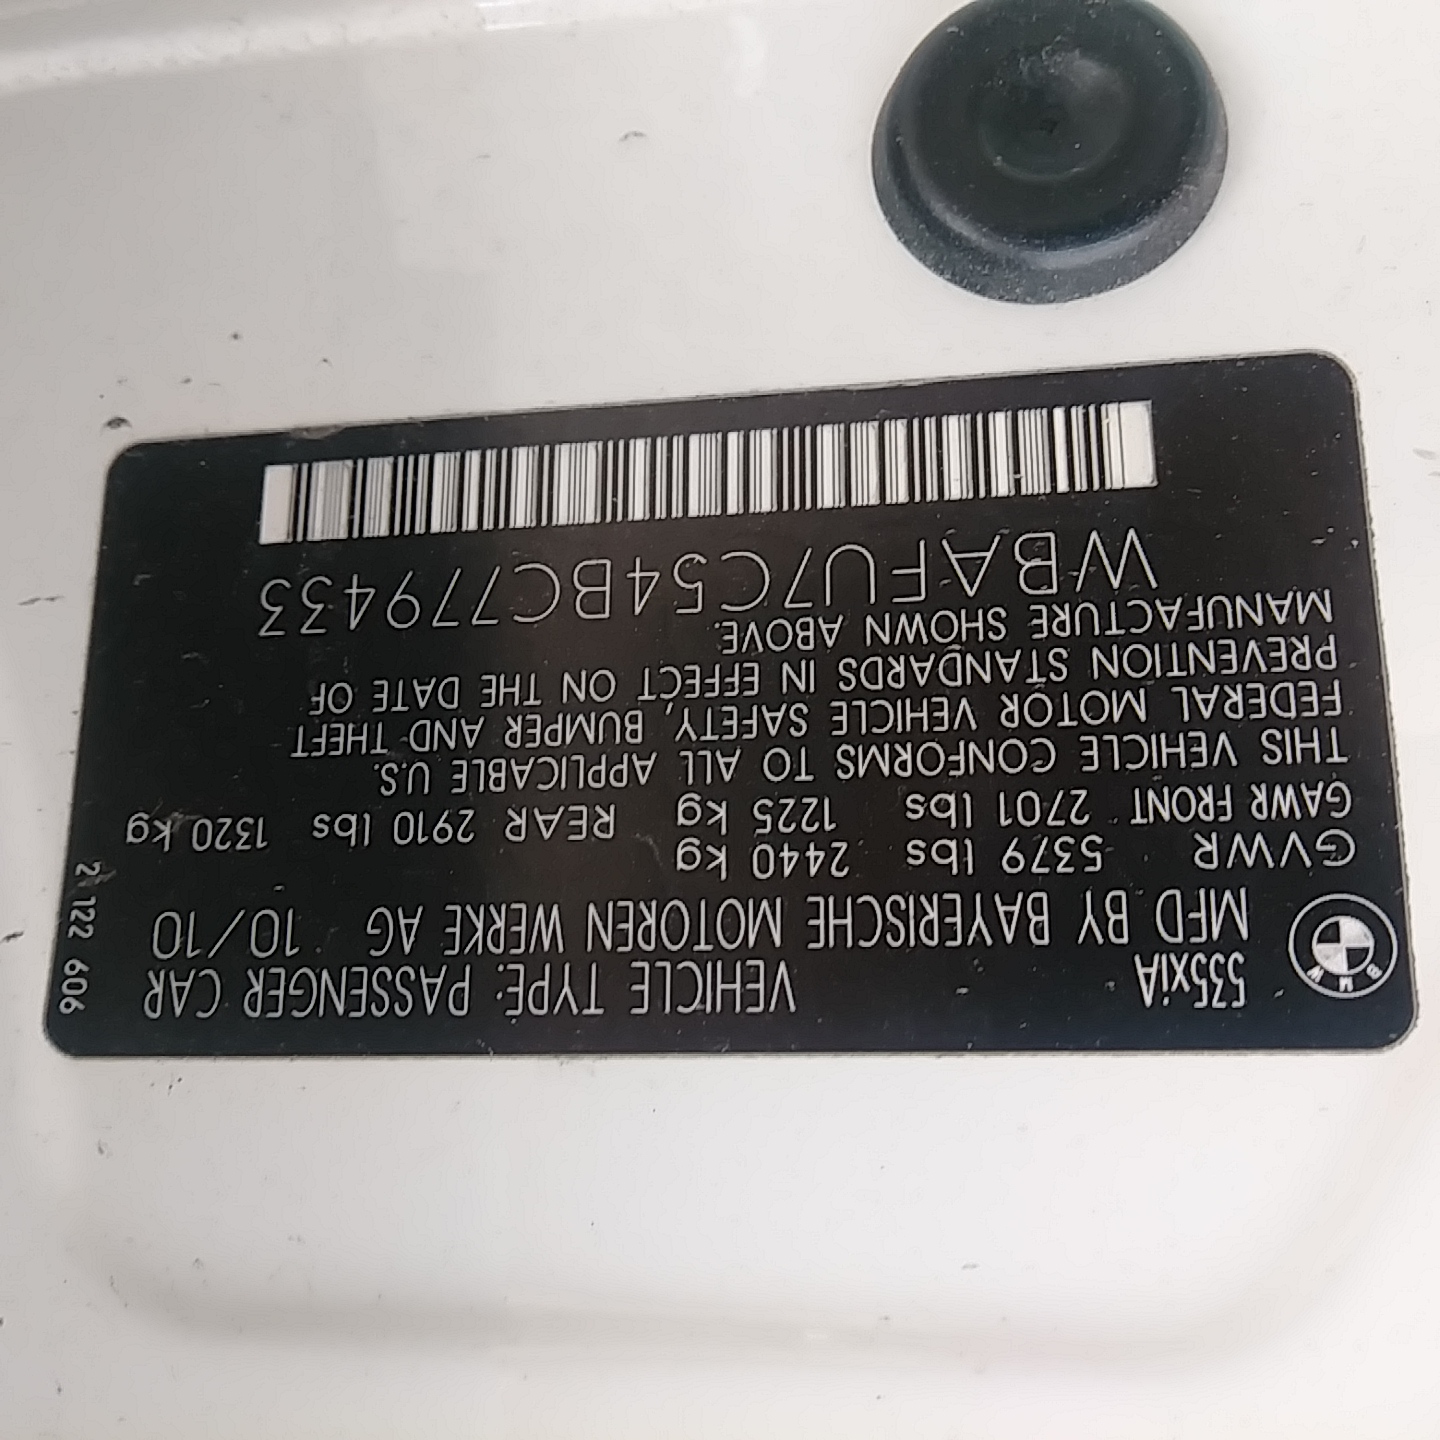 535xiA VEHICLE TYPE: PASSENGER CAR
MFD BY BAYERISCHE MOTOREN WERKE AG 10/10
GVWR 5379 lbs 2440 kg
GAWR FRONT 2701 lbs 1225 kg REAR 2910 lbs 1320 kg
THIS VEHICLE CONFORMS TO ALL APPLICABLE U.S.
FEDERAL MOTOR VEHICLE SAFETY, BUMPER AND THEFT
PREVENTION STANDARDS IN EFFECT ON THE DATE OF
MANUFACTURE SHOWN ABOVE.
WBAFU7C54BC779433
2 122 606
BMW